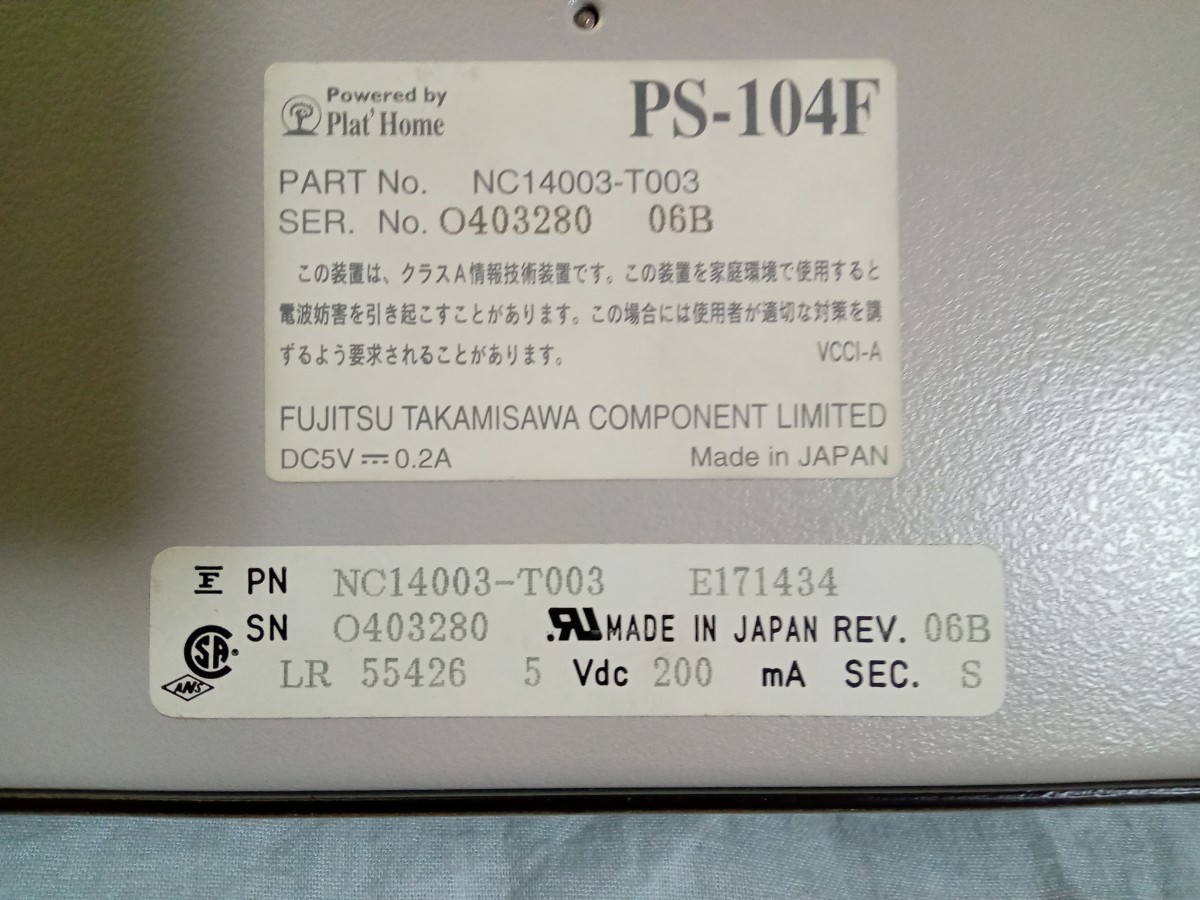 Powered by
Plat'Home
PS-104F
PART No. NC14003-T003
SER. No. O403280 06B
この装置は、クラスA情報技術装置です。この装置を家庭環境で使用すると
電波妨害を引き起こすことがあります。この場合には使用者が適切な対策を講
ずるよう要求されることがあります。 VCCI-A
FUJITSU TAKAMISAWA COMPONENT LIMITED
DC5V ⎓ 0.2A Made in JAPAN
F PN NC14003-T003 E171434
SN O403280 RU MADE IN JAPAN REV. 06B
SA
ANS
LR 55426 5 Vdc 200 mA SEC. S